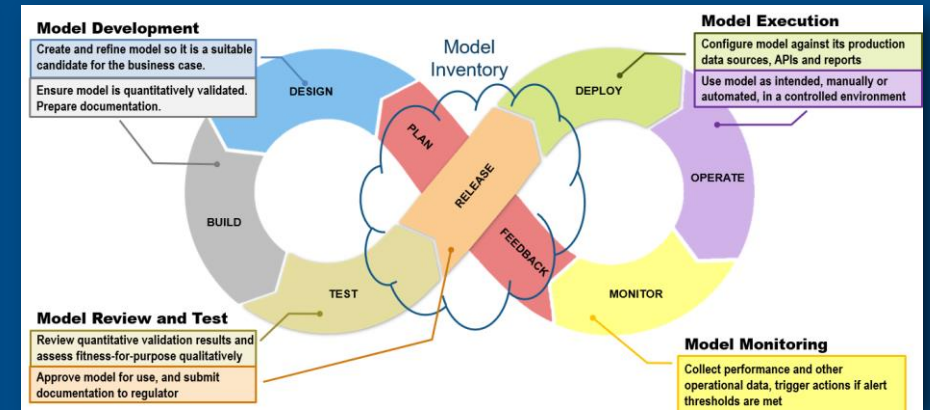 Model Development
Create and refine model so it is a suitable
candidate for the business case.
Ensure model is quantitatively validated.
Prepare documentation.
Model
Inventory
Model Execution
Configure model against its production
data sources, APIs and reports
Use model as intended, manually or
automated, in a controlled environment
DESIGN
PLAN
DEPLOY
RELEASE
OPERATE
BUILD
FEEDBACK
TEST
MONITOR
Model Review and Test
Review quantitative validation results and
assess fitness-for-purpose qualitatively
Approve model for use, and submit
documentation to regulator
Model Monitoring
Collect performance and other
operational data, trigger actions if alert
thresholds are met